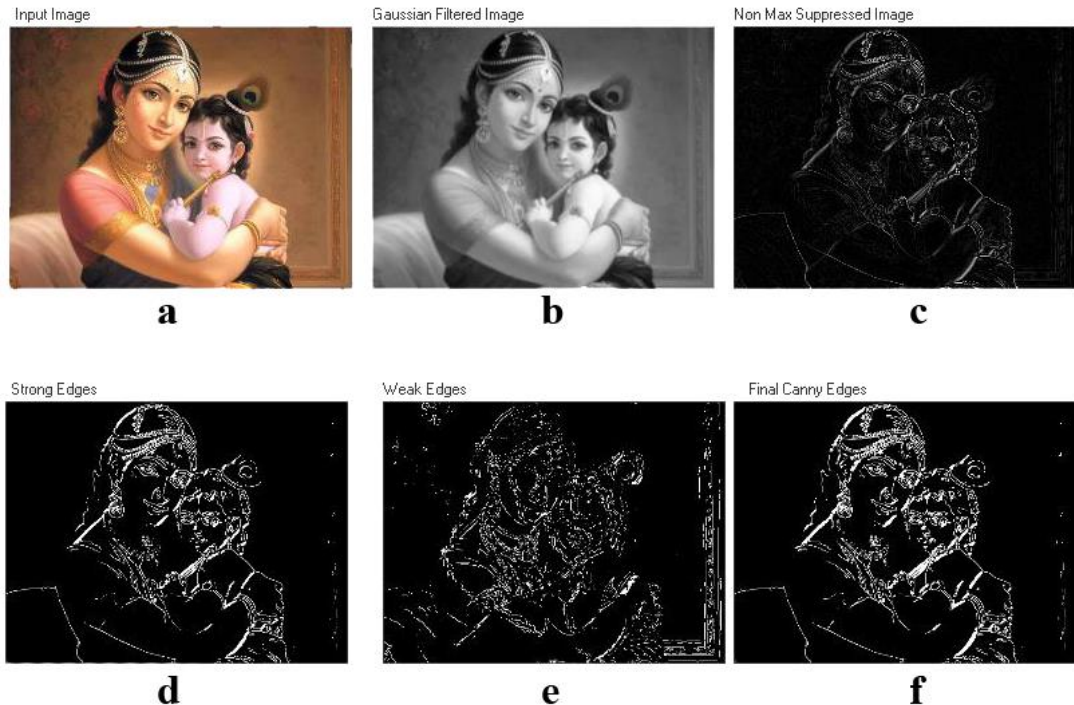 Input Image
Gaussian Filtered Image
Non Max Suppressed Image
a
b
c
Strong Edges
Weak Edges
Final Canny Edges
d
e
f